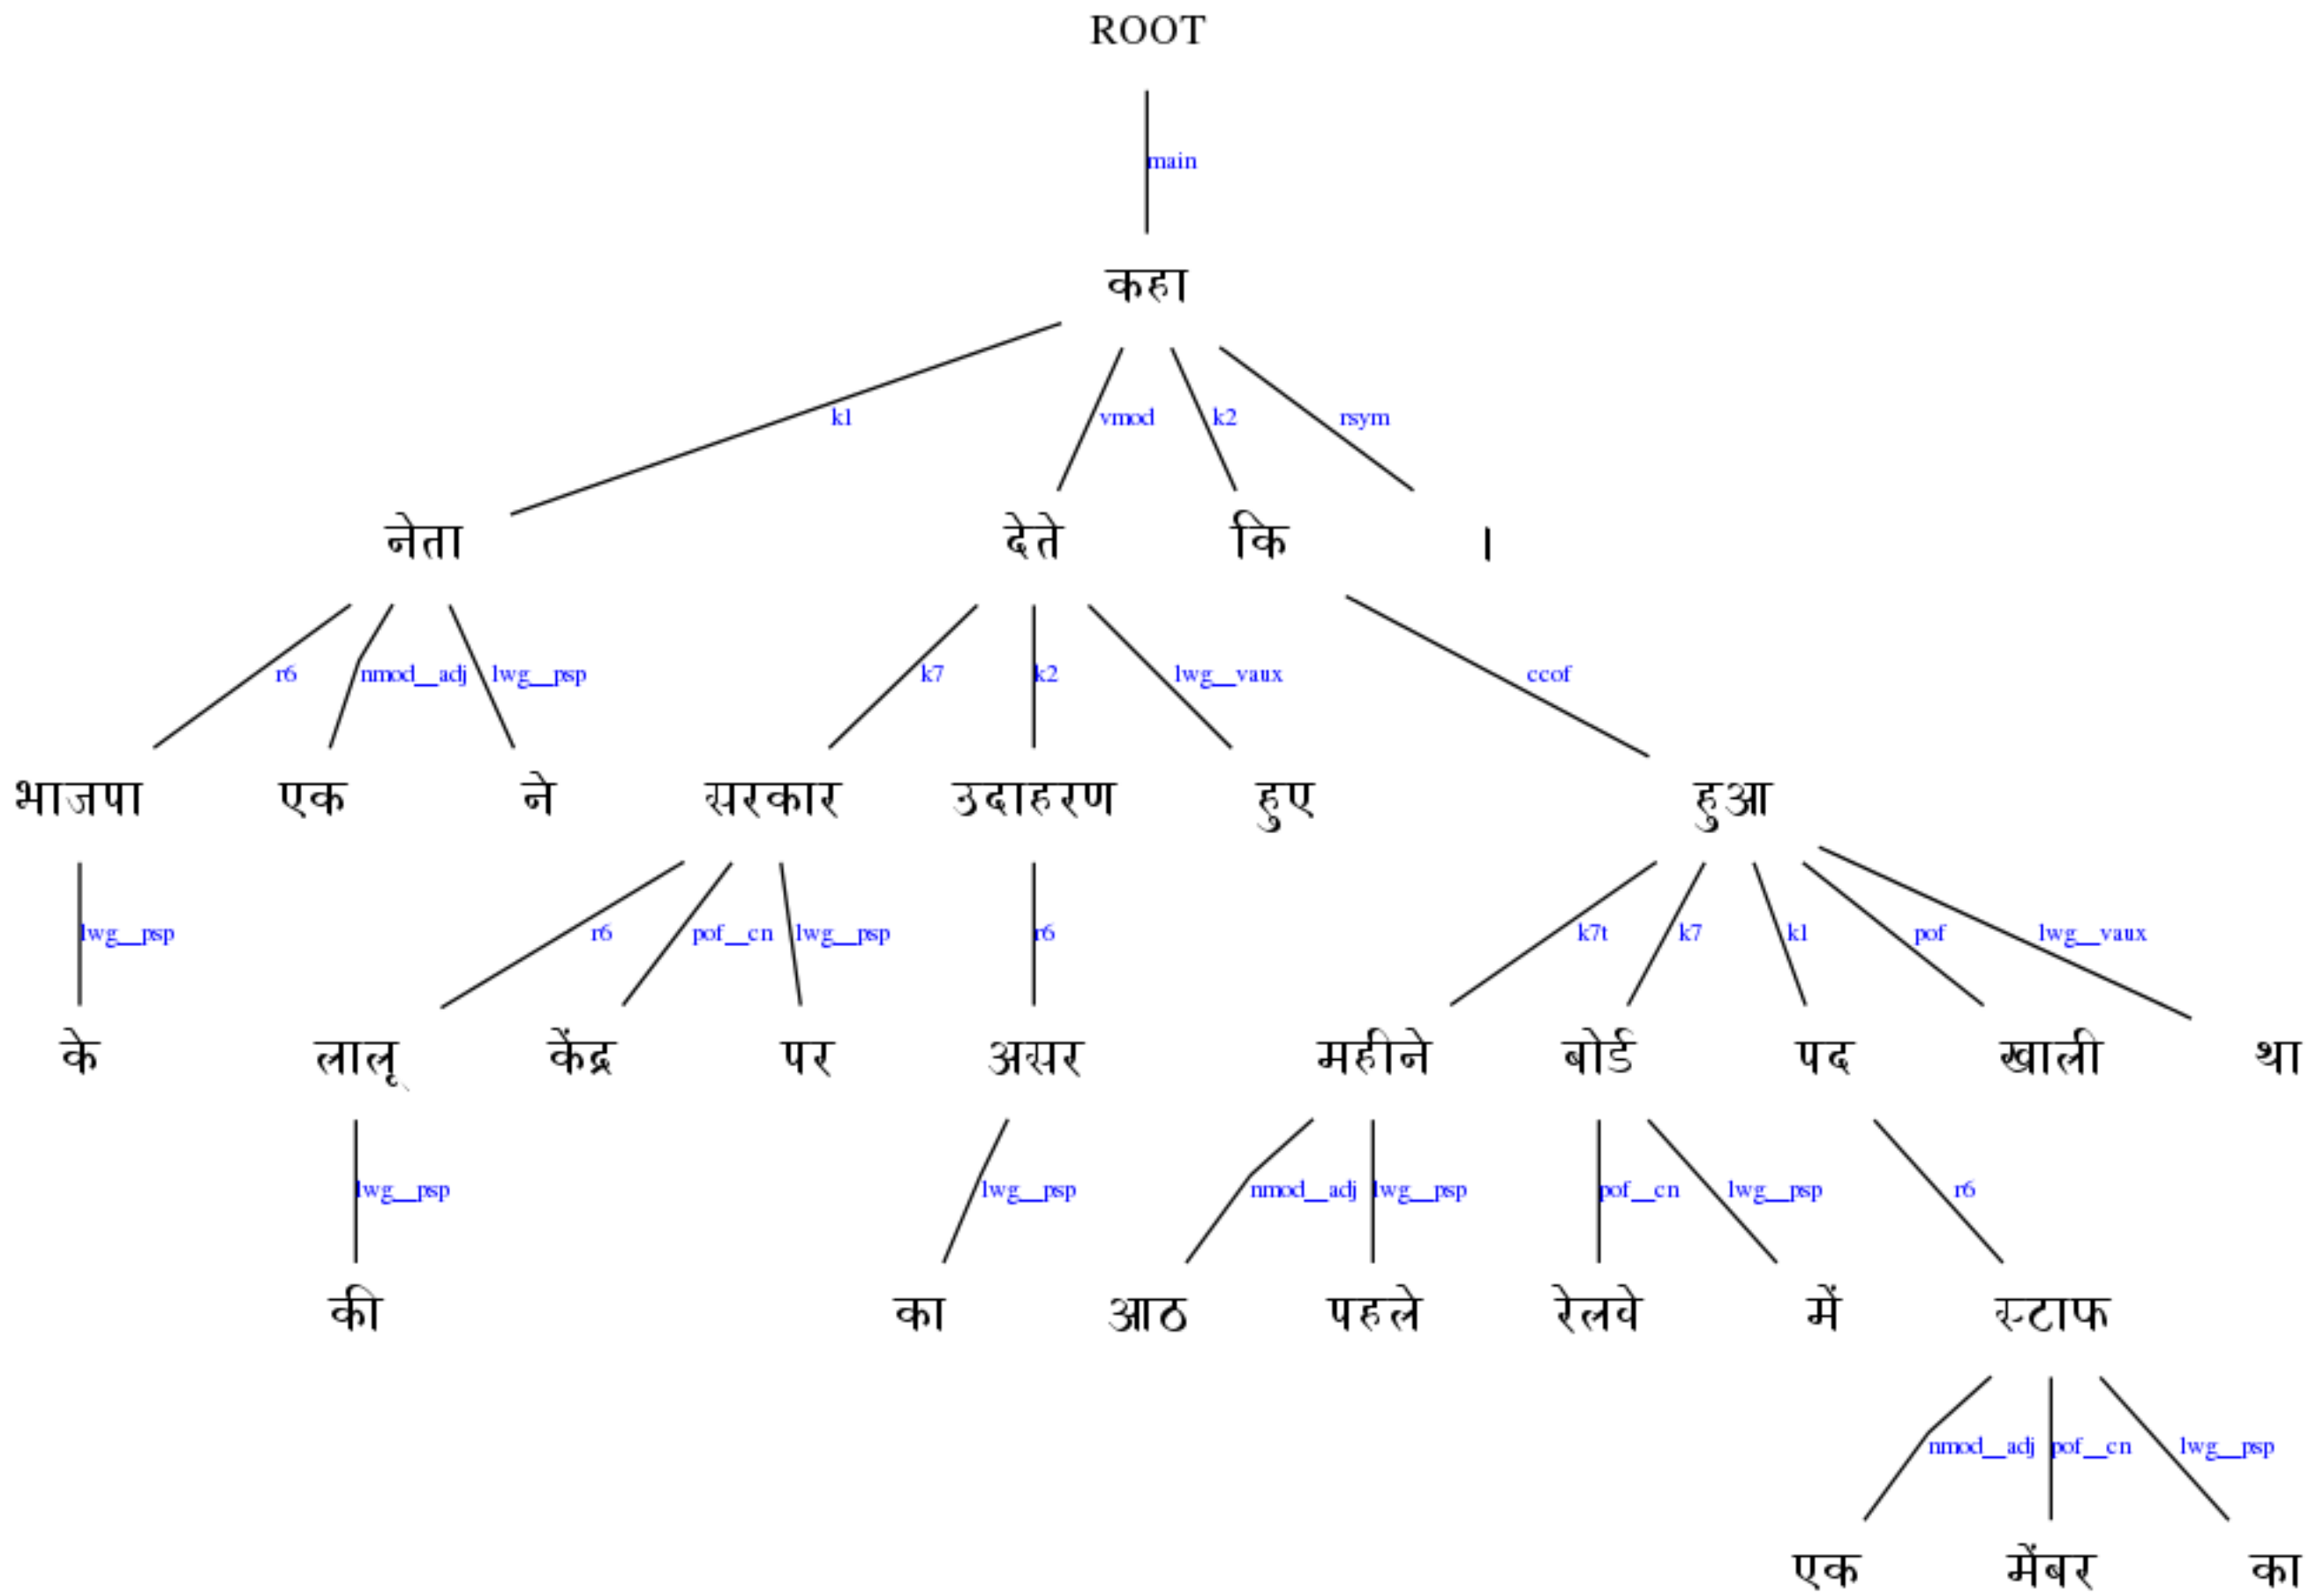 ROOT
main
कहा
k1 vmod k2 rsym
नेता देते कि ।
r6 nmod__adj lwg__psp k7 k2 lwg__vaux ccof
भाजपा एक ने सरकार उदाहरण हुए हुआ
lwg__psp r6 pof__cn lwg__psp r6 k7t k7 k1 pof lwg__vaux
के लालू केंद्र पर असर महीने बोर्ड पद खाली था
lwg__psp lwg__psp nmod__adj lwg__psp pof__cn lwg__psp r6
की का आठ पहले रेलवे में स्टाफ
nmod__adj pof__cn lwg__psp
एक मेंबर का